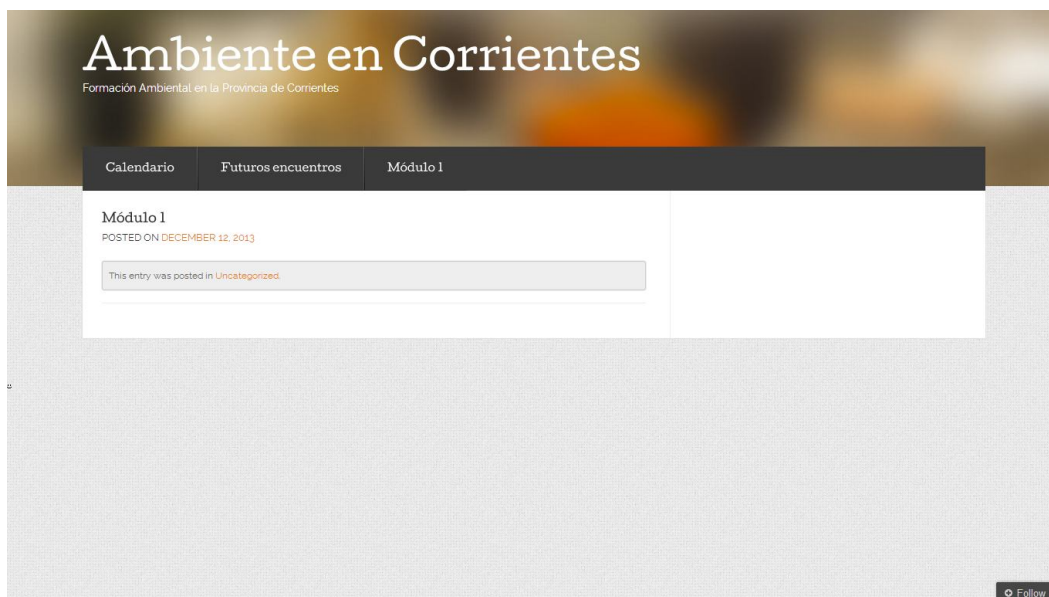 Ambiente en Corrientes
Formación Ambiental en la Provincia de Corrientes
Calendario Futuros encuentros Módulo 1
Módulo 1
POSTED ON DECEMBER 12, 2013
This entry was posted in Uncategorized.
Follow